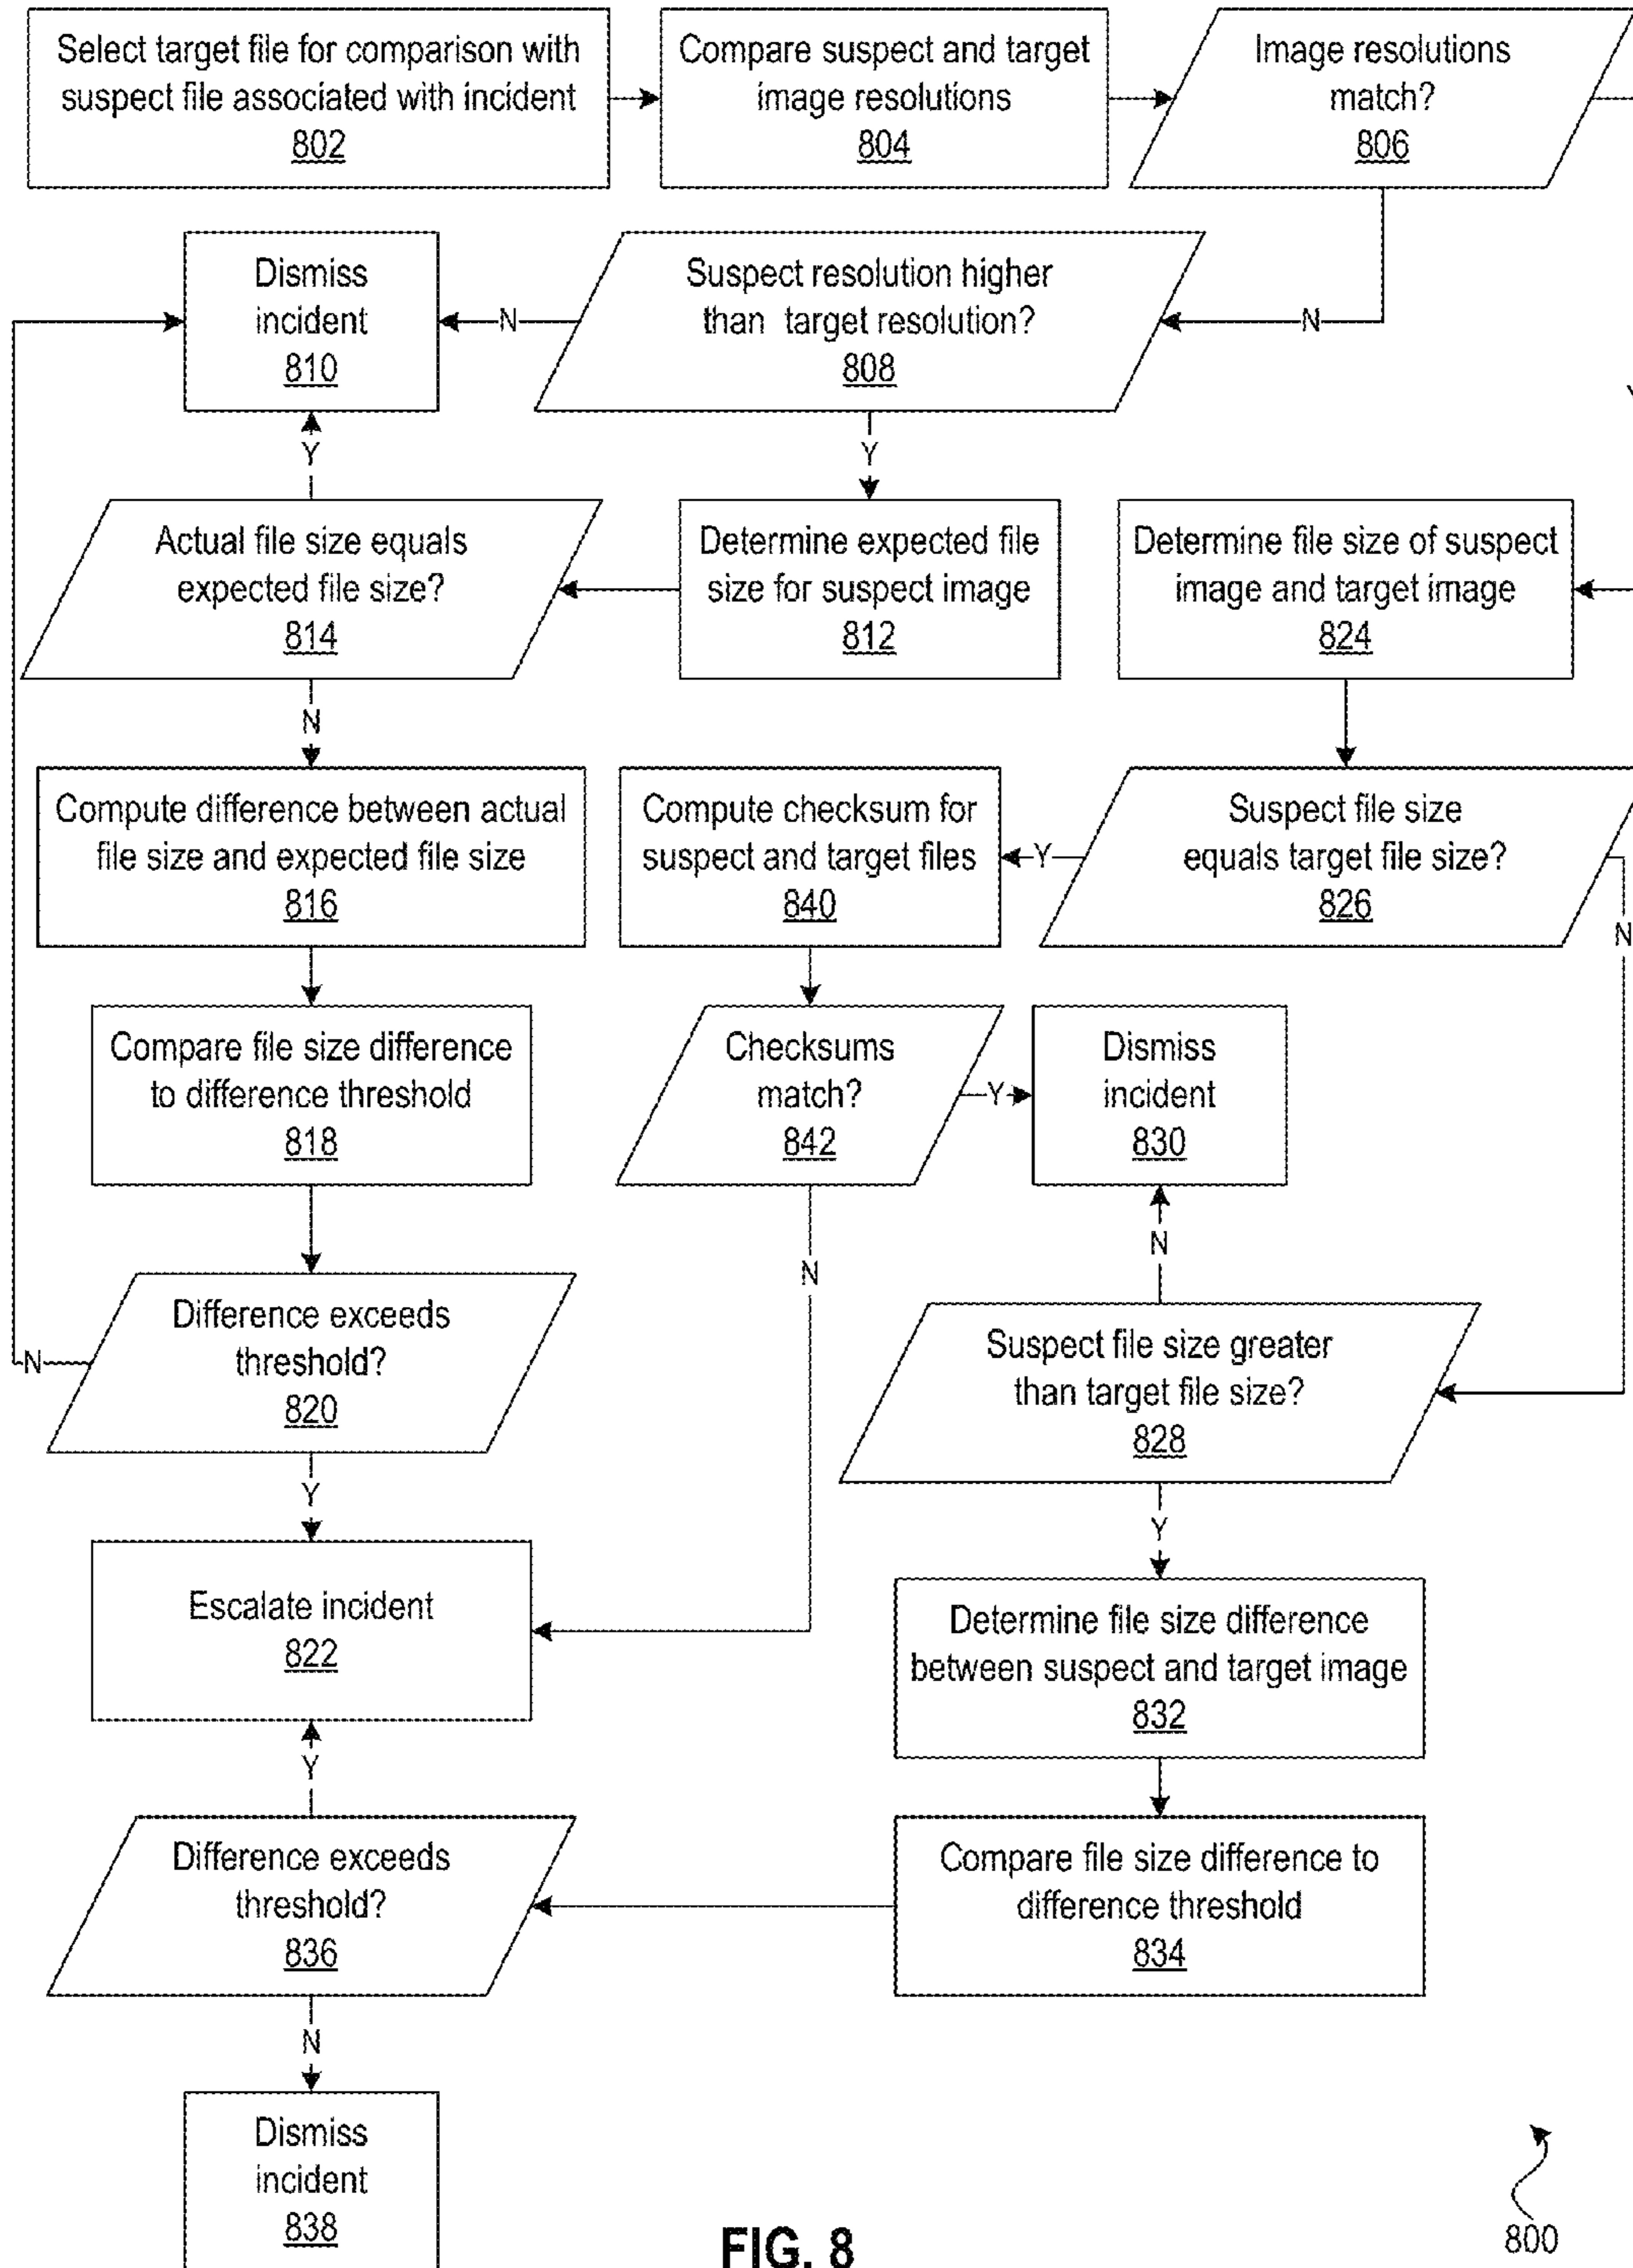 Select target file for comparison with
suspect file associated with incident
802
Compare suspect and target
image resolutions
804
Image resolutions
match?
806
Dismiss
incident
810
N
Suspect resolution higher
than target resolution?
808
N
Y
Y
Y
Actual file size equals
expected file size?
814
Determine expected file
size for suspect image
812
Determine file size of suspect
image and target image
824
N
Compute difference between actual
file size and expected file size
816
Compute checksum for
suspect and target files
840
Y
Suspect file size
equals target file size?
826
N
Compare file size difference
to difference threshold
818
Checksums
match?
842
Y
Dismiss
incident
830
N
N
Difference exceeds
threshold?
820
N
Suspect file size greater
than target file size?
828
Y
Y
Escalate incident
822
Determine file size difference
between suspect and target image
832
Y
Difference exceeds
threshold?
836
Compare file size difference to
difference threshold
834
N
Dismiss
incident
838
FIG. 8
800